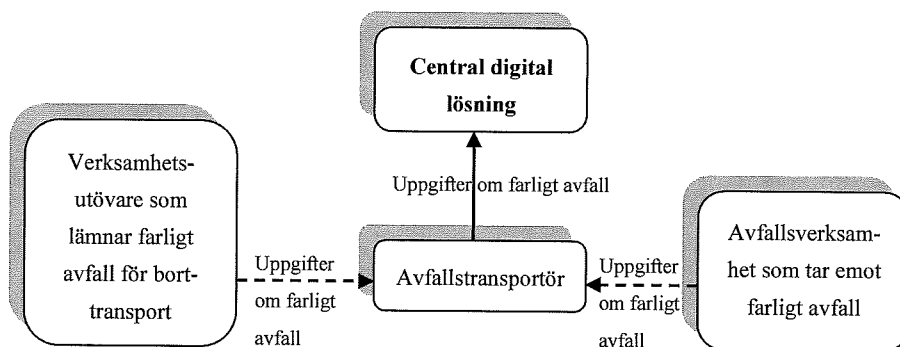 Central digital
lösning
Verksamhets-
utövare som
lämnar farligt
avfall för bort-
transport
Uppgifter om farligt avfall
Avfallsverksam-
het som tar emot
farligt avfall
Uppgifter
om farligt
avfall
Avfallstransportör
Uppgifter
om farligt
avfall